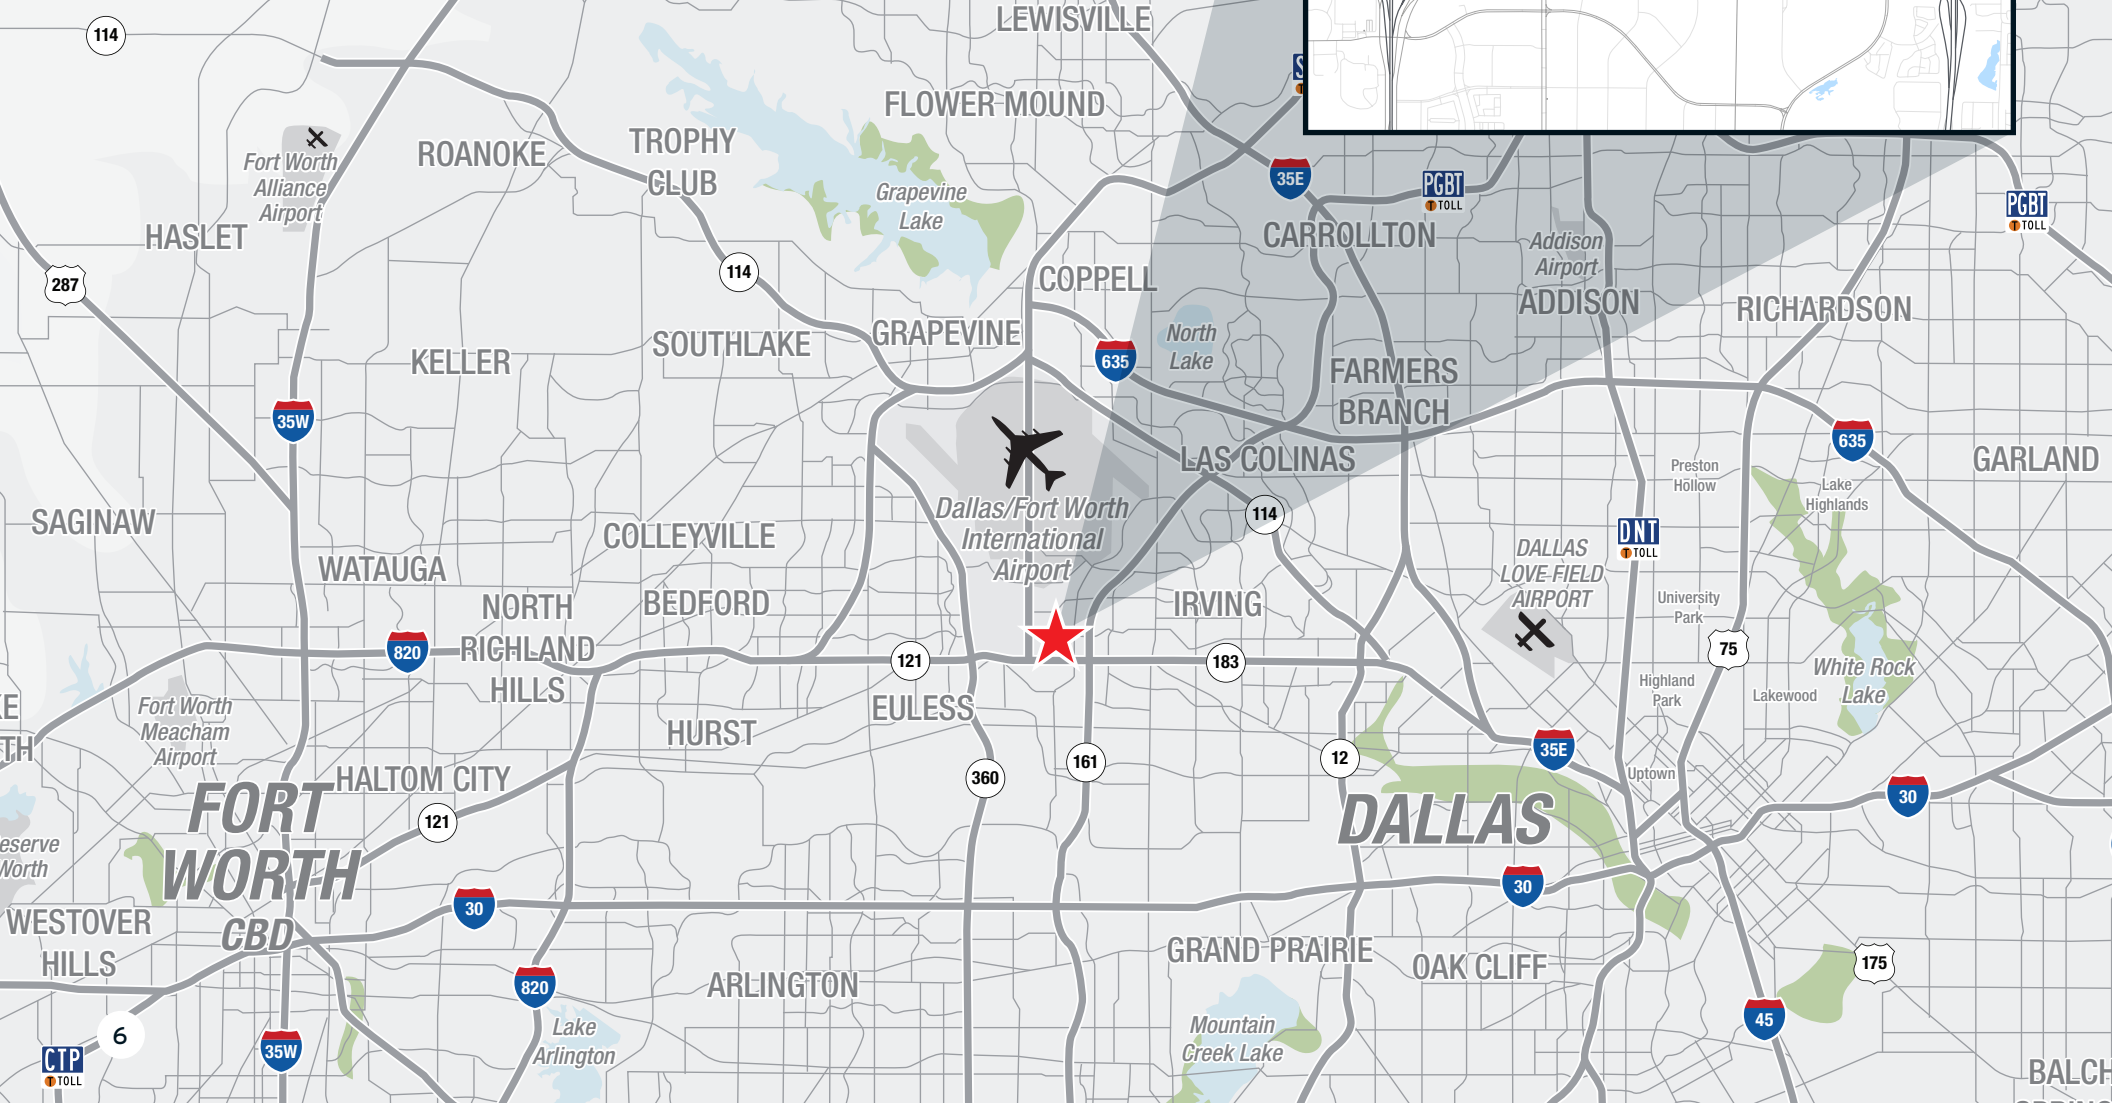 LEWISVILLE
114
FLOWER MOUND
TROPHY
CLUB
ROANOKE
Fort Worth
Alliance
Airport
35E
PGBT
TOLL
Grapevine
Lake
PGBT
TOLL
HASLET
CARROLLTON
Addison
Airport
287
114
COPPELL
ADDISON
RICHARDSON
SOUTHLAKE
GRAPEVINE
North
Lake
KELLER
635
FARMERS
BRANCH
35W
635
LAS COLINAS
GARLAND
Preston
Hollow
Lake
Highlands
SAGINAW
Dallas/Fort Worth
International
Airport
114
COLLEYVILLE
DNT
TOLL
DALLAS
LOVE FIELD
AIRPORT
WATAUGA
NORTH
RICHLAND
HILLS
BEDFORD
IRVING
University
Park
820
121
183
75
White Rock
Lake
Highland
Park
Lakewood
Fort Worth
Meacham
Airport
EULESS
HURST
TH
35E
12
161
360
HALTOM CITY
Uptown
30
FORT
WORTH
CBD
121
DALLAS
eserve
Worth
30
30
WESTOVER
HILLS
GRAND PRAIRIE
OAK CLIFF
175
820
ARLINGTON
45
Lake
Arlington
Mountain
Creek Lake
6
35W
CTP
TOLL
BALCH